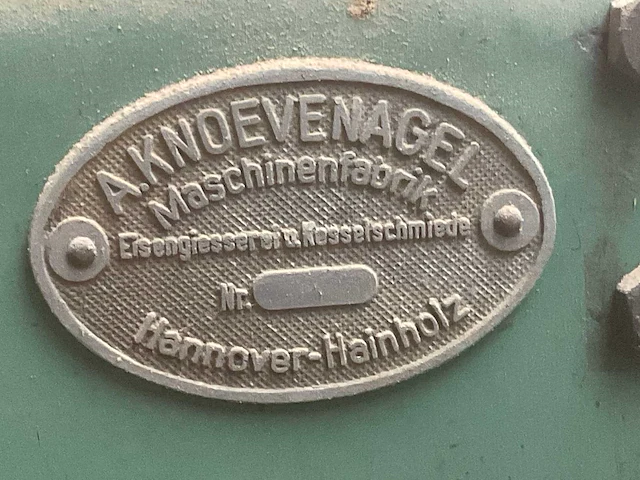 A. KNOEVENAGEL
Maschinenfabrik
Eisengiesserei u. Kesselschmiede
Nr.
Hannover-Hainholz